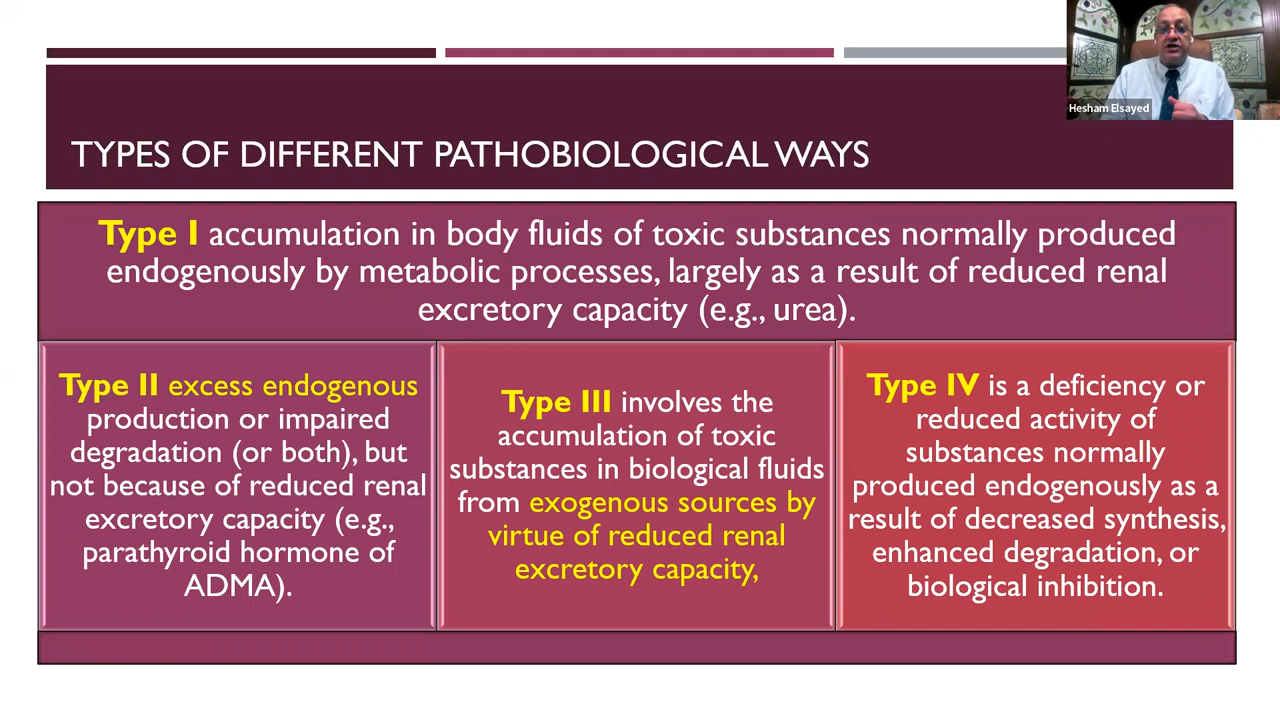 Hesham Elsayed
TYPES OF DIFFERENT PATHOBIOLOGICAL WAYS
Type I accumulation in body fluids of toxic substances normally produced
endogenously by metabolic processes, largely as a result of reduced renal
excretory capacity (e.g., urea).
Type II excess endogenous
production or impaired
degradation (or both), but
not because of reduced renal
excretory capacity (e.g.,
parathyroid hormone of
ADMA).
Type III involves the
accumulation of toxic
substances in biological fluids
from exogenous sources by
virtue of reduced renal
excretory capacity,
Type IV is a deficiency or
reduced activity of
substances normally
produced endogenously as a
result of decreased synthesis,
enhanced degradation, or
biological inhibition.